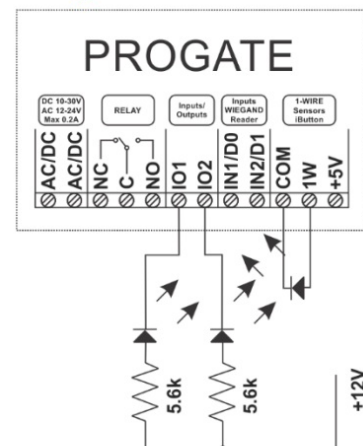 PROGATE
DC 10-30V
AC 12-24V
Max 0.2A
RELAY
Inputs/
Outputs
Inputs
WIEGAND
Reader
1-WIRE
Sensors
iButton
AC/DC
AC/DC
NC
C
NO
IO1
IO2
IN1/D0
IN2/D1
COM
1W
+5V
5.6k
5.6k
+12V